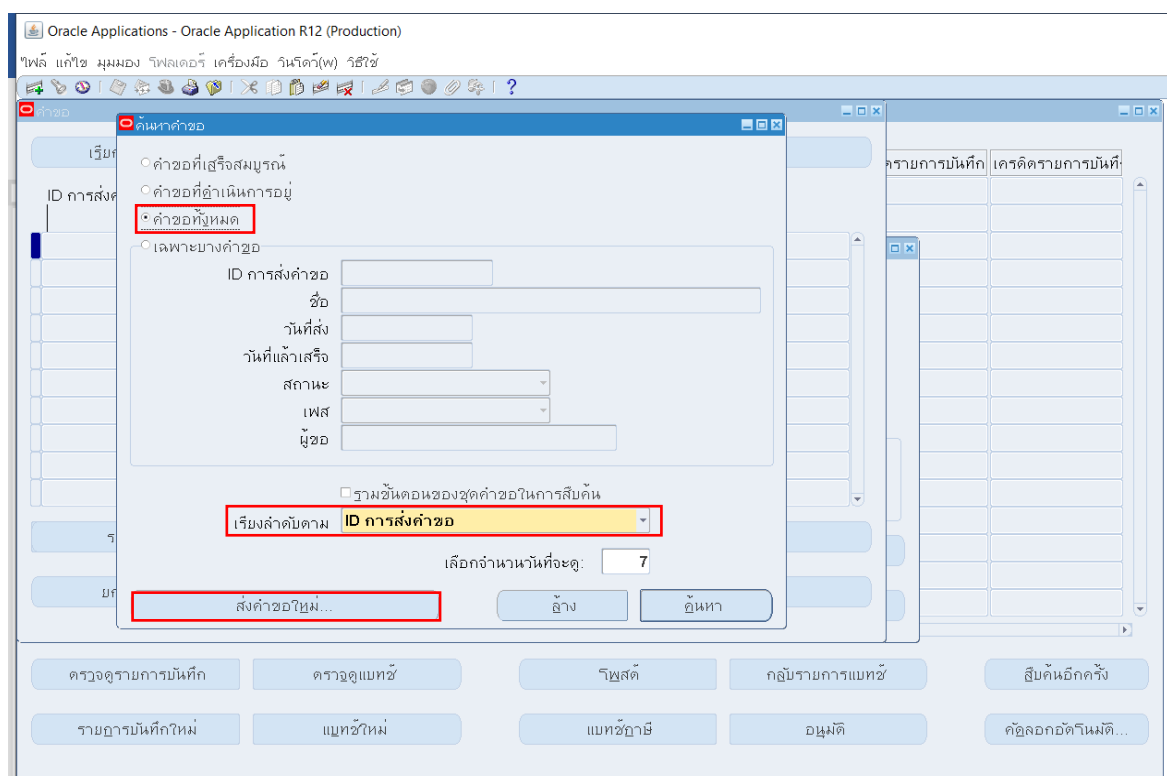 Oracle Applications - Oracle Application R12 (Production)
ไฟล์ แก้ไข มุมมอง โฟลเดอร์ เครื่องมือ วินโดว์(w) วิธีใช้
คำขอ
ค้นหาคำขอ
คำขอที่เสร็จสมบูรณ์
รายการบันทึก เครดิตรายการบันทึ
คำขอที่ดำเนินการอยู่
ID การส่ง
คำขอทั้งหมด
เฉพาะบางคำขอ
ID การส่งคำขอ
ชื่อ
วันที่ส่ง
วันที่แล้วเสร็จ
สถานะ
เฟส
ผู้ขอ
รวมขั้นตอนของชุดคำขอในการสืบค้น
เรียงลำดับตาม ID การส่งคำขอ
เลือกจำนวนวันที่จะดู: 7
ส่งคำขอใหม่... ล้าง ค้นหา
ตรวจดูรายการบันทึก ตรวจดูแบทช์ โพสต์ กลับรายการแบทช์ สืบค้นอีกครั้ง
รายการบันทึกใหม่ แบทช์ใหม่ แบทช์ภาษี อนุมัติ คัดลอกอัตโนมัติ...